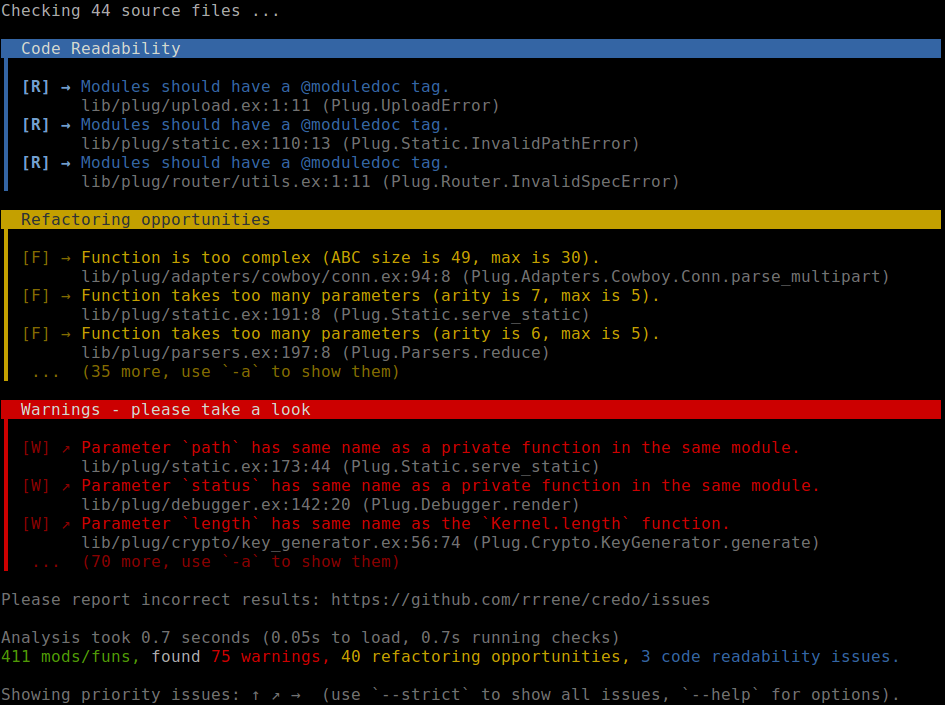 Checking 44 source files ...
Code Readability
[R] → Modules should have a @moduledoc tag.
lib/plug/upload.ex:1:11 (Plug.UploadError)
[R] → Modules should have a @moduledoc tag.
lib/plug/static.ex:110:13 (Plug.Static.InvalidPathError)
[R] → Modules should have a @moduledoc tag.
lib/plug/router/utils.ex:1:11 (Plug.Router.InvalidSpecError)
Refactoring opportunities
[F] → Function is too complex (ABC size is 49, max is 30).
lib/plug/adapters/cowboy/conn.ex:94:8 (Plug.Adapters.Cowboy.Conn.parse_multipart)
[F] → Function takes too many parameters (arity is 7, max is 5).
lib/plug/static.ex:191:8 (Plug.Static.serve_static)
[F] → Function takes too many parameters (arity is 6, max is 5).
lib/plug/parsers.ex:197:8 (Plug.Parsers.reduce)
... (35 more, use `-a` to show them)
Warnings - please take a look
[W] ↗ Parameter `path` has same name as a private function in the same module.
lib/plug/static.ex:173:44 (Plug.Static.serve_static)
[W] ↗ Parameter `status` has same name as a private function in the same module.
lib/plug/debugger.ex:142:20 (Plug.Debugger.render)
[W] ↗ Parameter `length` has same name as the `Kernel.length` function.
lib/plug/crypto/key_generator.ex:56:74 (Plug.Crypto.KeyGenerator.generate)
... (70 more, use `-a` to show them)
Please report incorrect results: https://github.com/rrrene/credo/issues
Analysis took 0.7 seconds (0.05s to load, 0.7s running checks)
411 mods/funs, found 75 warnings, 40 refactoring opportunities, 3 code readability issues.
Showing priority issues: ↑ ↗ → (use `--strict` to show all issues, `--help` for options).